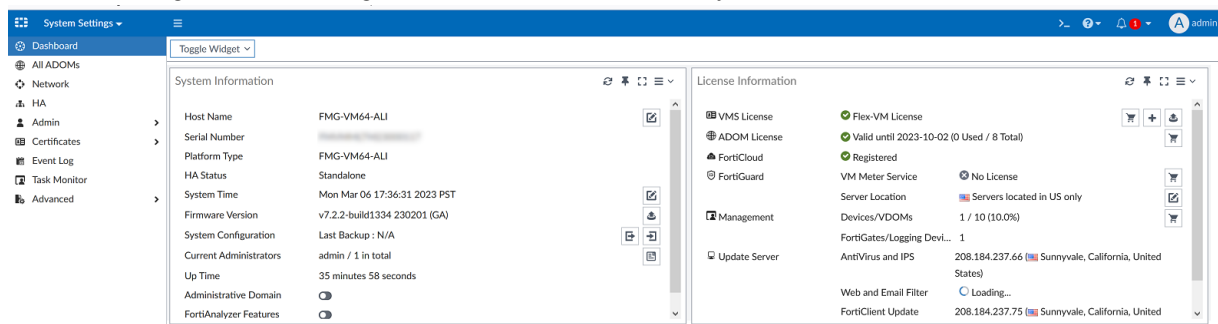 System Settings
>_
?
1
A admin
Dashboard
All ADOMs
Network
HA
Admin
Certificates
Event Log
Task Monitor
Advanced
Toggle Widget
System Information
Host Name FMG-VM64-ALI
Serial Number
Platform Type FMG-VM64-ALI
HA Status Standalone
System Time Mon Mar 06 17:36:31 2023 PST
Firmware Version v7.2.2-build1334 230201 (GA)
System Configuration Last Backup : N/A
Current Administrators admin / 1 in total
Up Time 35 minutes 58 seconds
Administrative Domain
FortiAnalyzer Features
License Information
VMS License Flex-VM License
ADOM License Valid until 2023-10-02 (0 Used / 8 Total)
FortiCloud Registered
FortiGuard VM Meter Service No License
Server Location Servers located in US only
Management Devices/VDOMs 1 / 10 (10.0%)
FortiGates/Logging Devi... 1
Update Server AntiVirus and IPS 208.184.237.66 (Sunnyvale, California, United
States)
Web and Email Filter Loading...
FortiClient Update 208.184.237.75 (Sunnyvale, California, United